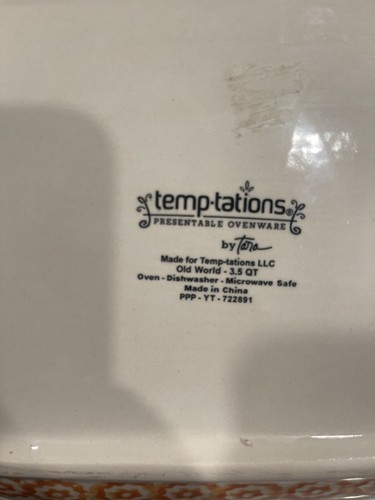 temp-tations®
PRESENTABLE OVENWARE
by Tara
Made for Temp-tations LLC
Old World - 3.5 QT
Oven - Dishwasher - Microwave Safe
Made in China
PPP - YT - 722891